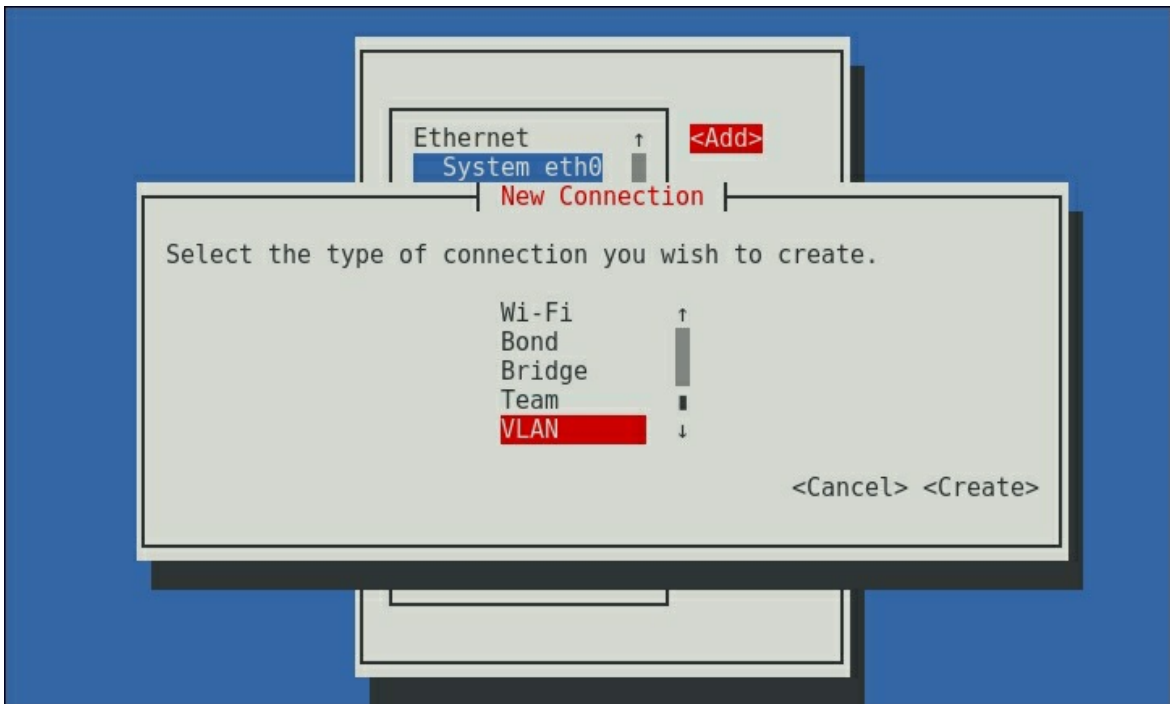 Ethernet ↑ <Add>
System eth0
New Connection
Select the type of connection you wish to create.
Wi-Fi ↑
Bond
Bridge
Team
VLAN ↓
<Cancel> <Create>